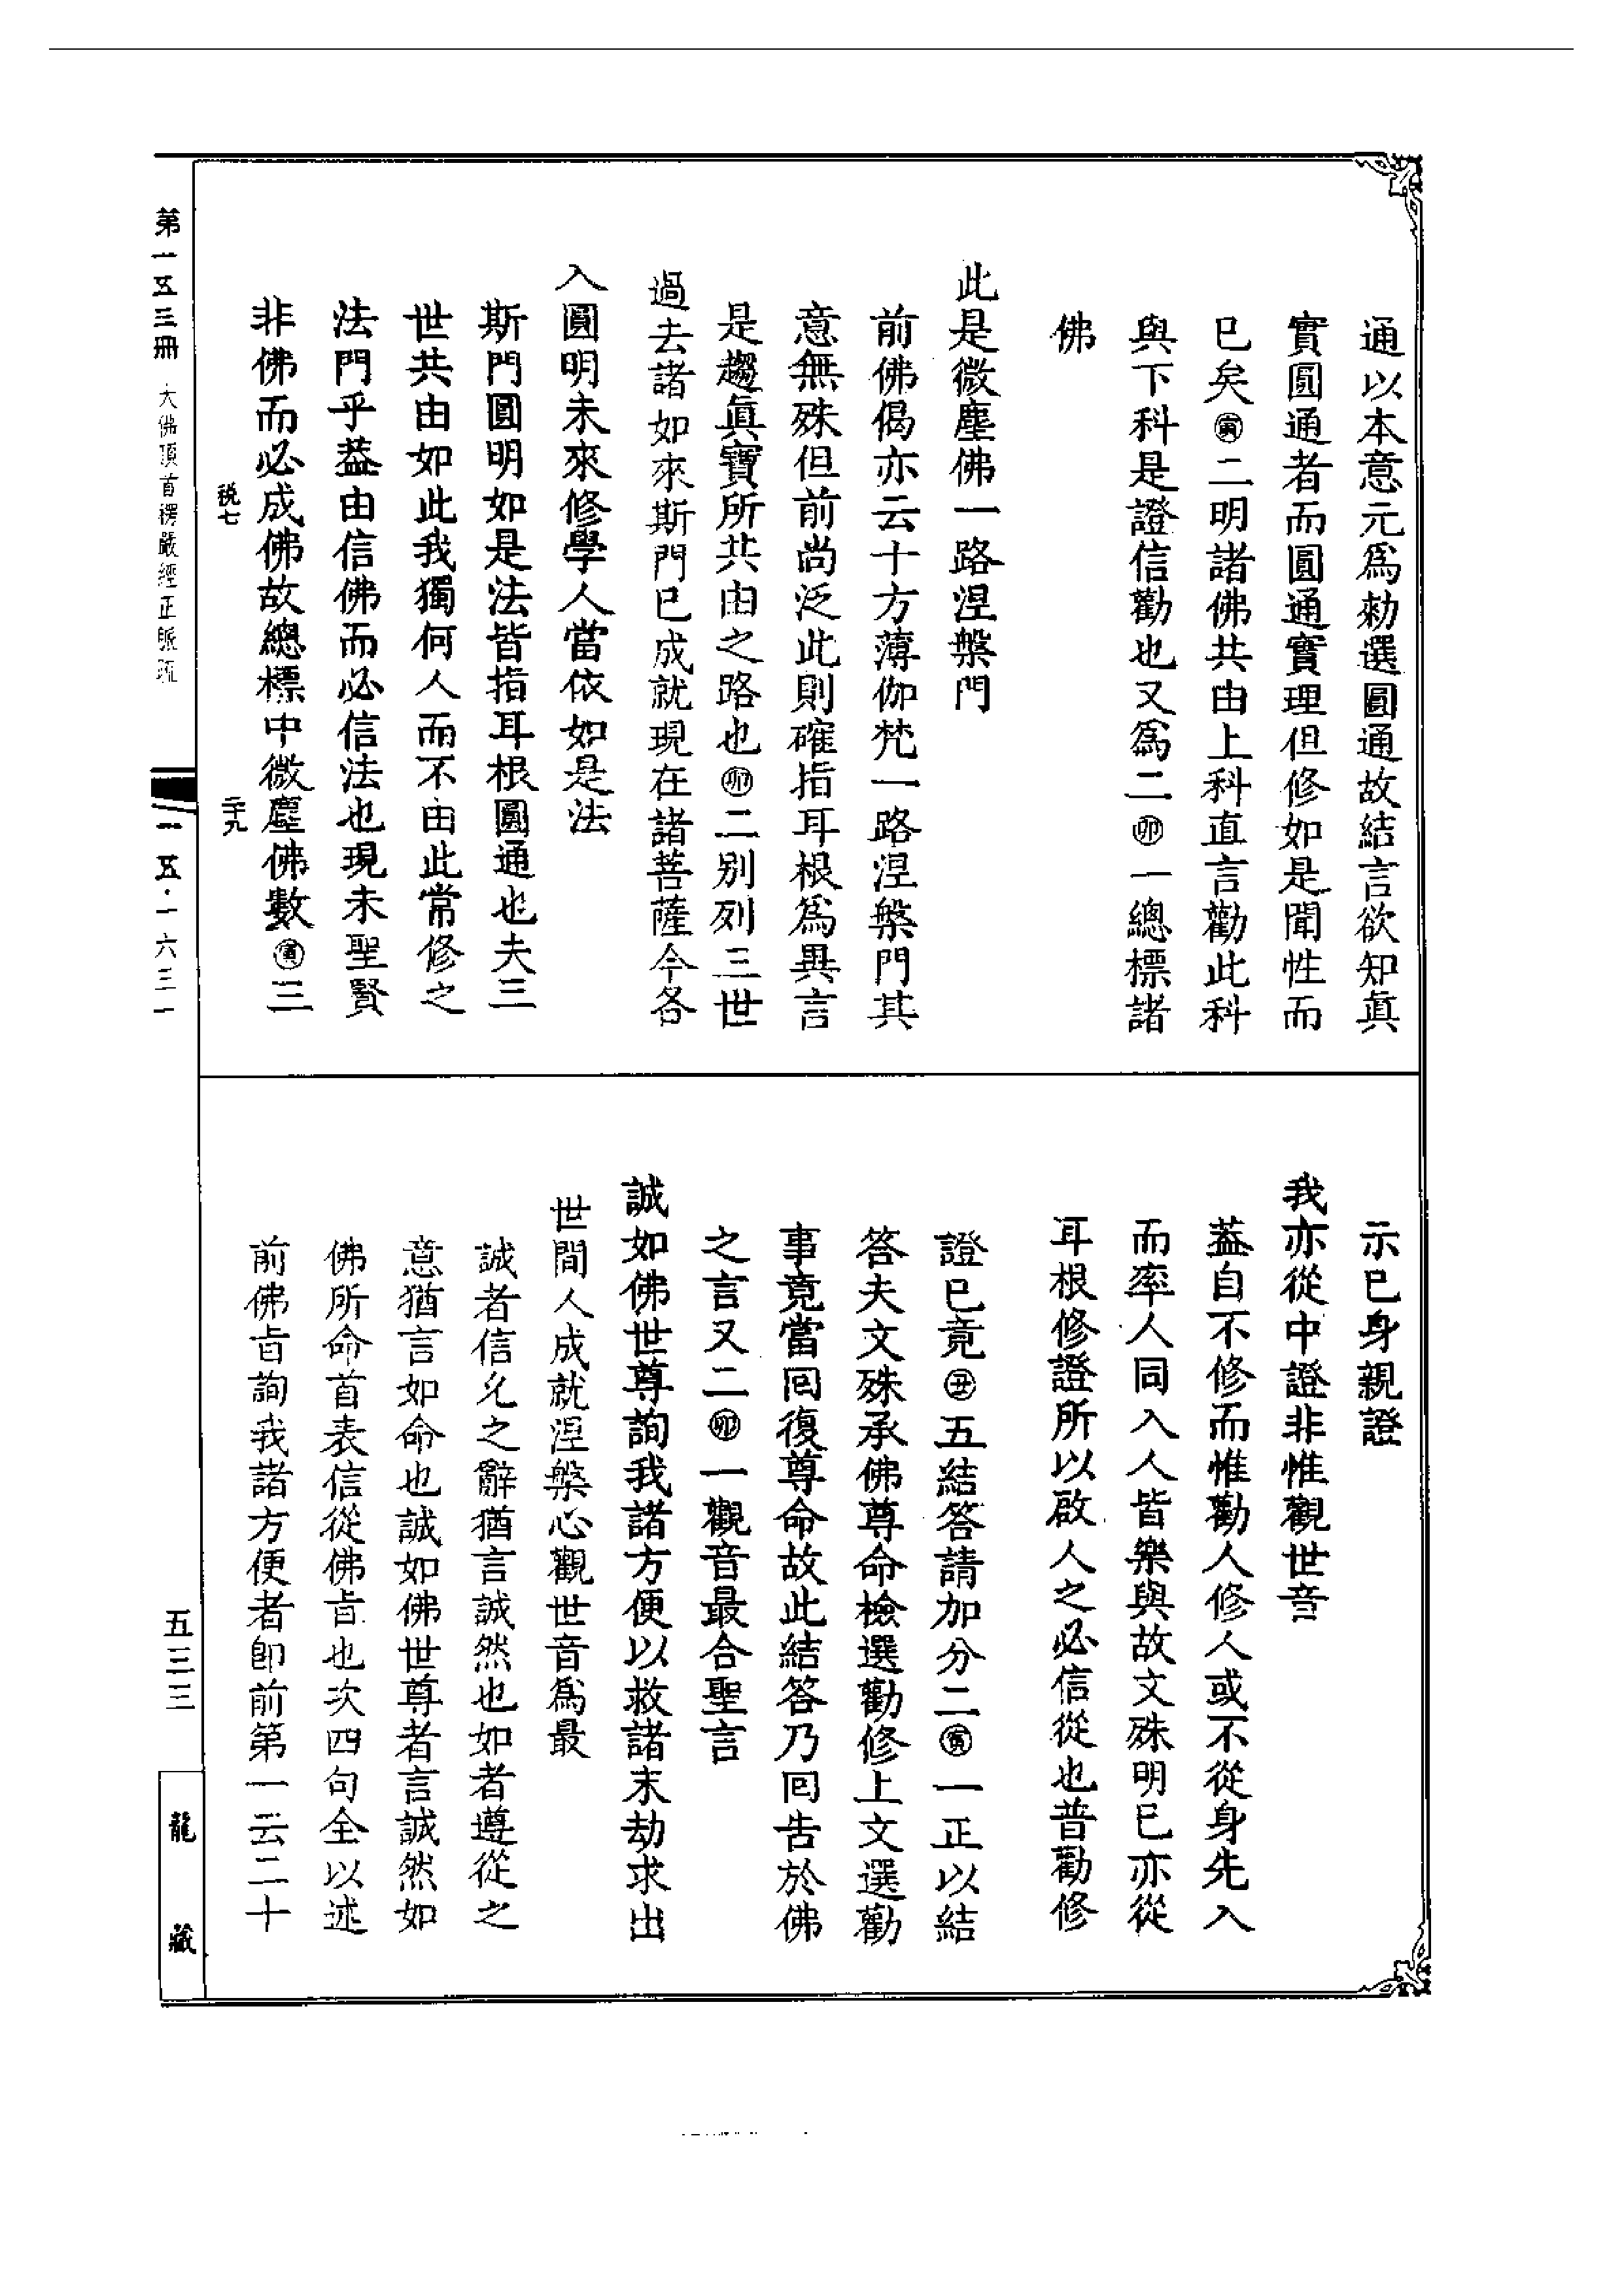 通以本意元為勑選圓通故結言欲知眞
實圓通者而圓通實理但修如是聞性而
已矣㊞二明諸佛共由上科直言勸此科
與下科是證信勸也又為二㊞一總標諸
佛
此是微塵佛一路涅槃門
前佛偈亦云十方薄伽梵一路涅槃門其
意無殊但前尚泛此則確指耳根為異言
是趨眞寶所共由之路也㊞二别列三世
過去諸如來斯門已成就現在諸菩薩今各
入圓明未來修學人當依如是法
斯門圓明如是法皆指耳根圓通也夫三
世共由如此我獨何人而不由此常修之
法門乎葢由信佛而必信法也現未聖賢
非佛而必成佛故總標中微塵佛數㊞三
示已身親證
我亦從中證非惟觀世音
葢自不修而惟勸人修人或不從身先入
而率人同入人皆樂與故文殊明已亦從
耳根修證所以啟人之必信從也普勸修
證已竟㊞五結答請加分二㊞一正以結
答夫文殊承佛尊命檢選勸修上文選勸
事竟當囘復尊命故此結答乃囘告於佛
之言又二㊞一觀音最合聖言
誠如佛世尊詢我諸方便以救諸末劫求出
世間人成就涅槃心觀世音為最
誠者信允之辭猶言誠然也如者遵從之
意猶言如命也誠如佛世尊者言誠然如
佛所命首表信從佛㫖也次四句全以述
前佛㫖詢我諸方便者卽前第一云二十
税七
二十九
第一五三册
大佛頂首楞嚴經正脈疏
一五·一六三一
五三三
龍藏